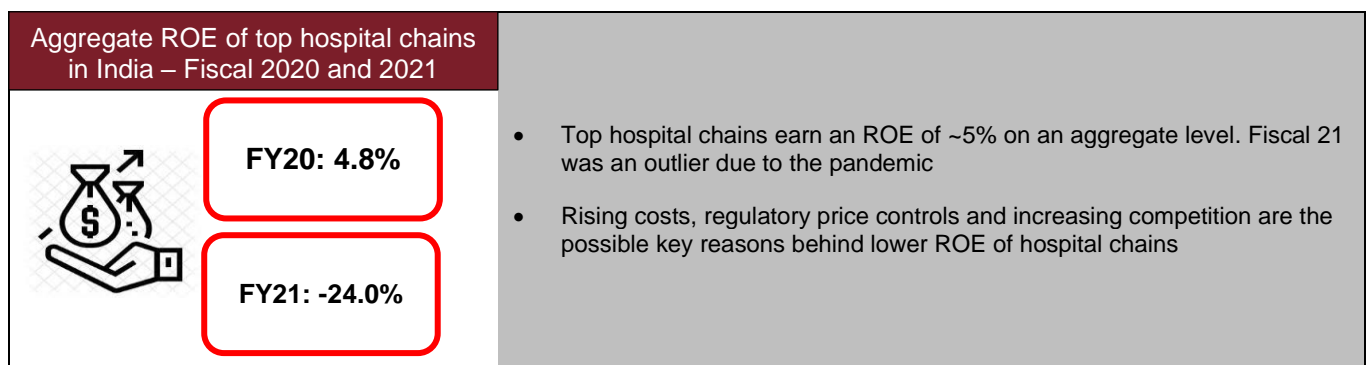 Aggregate ROE of top hospital chains
in India – Fiscal 2020 and 2021
$
FY20: 4.8%
FY21: -24.0%
• Top hospital chains earn an ROE of ~5% on an aggregate level. Fiscal 21
was an outlier due to the pandemic
• Rising costs, regulatory price controls and increasing competition are the
possible key reasons behind lower ROE of hospital chains